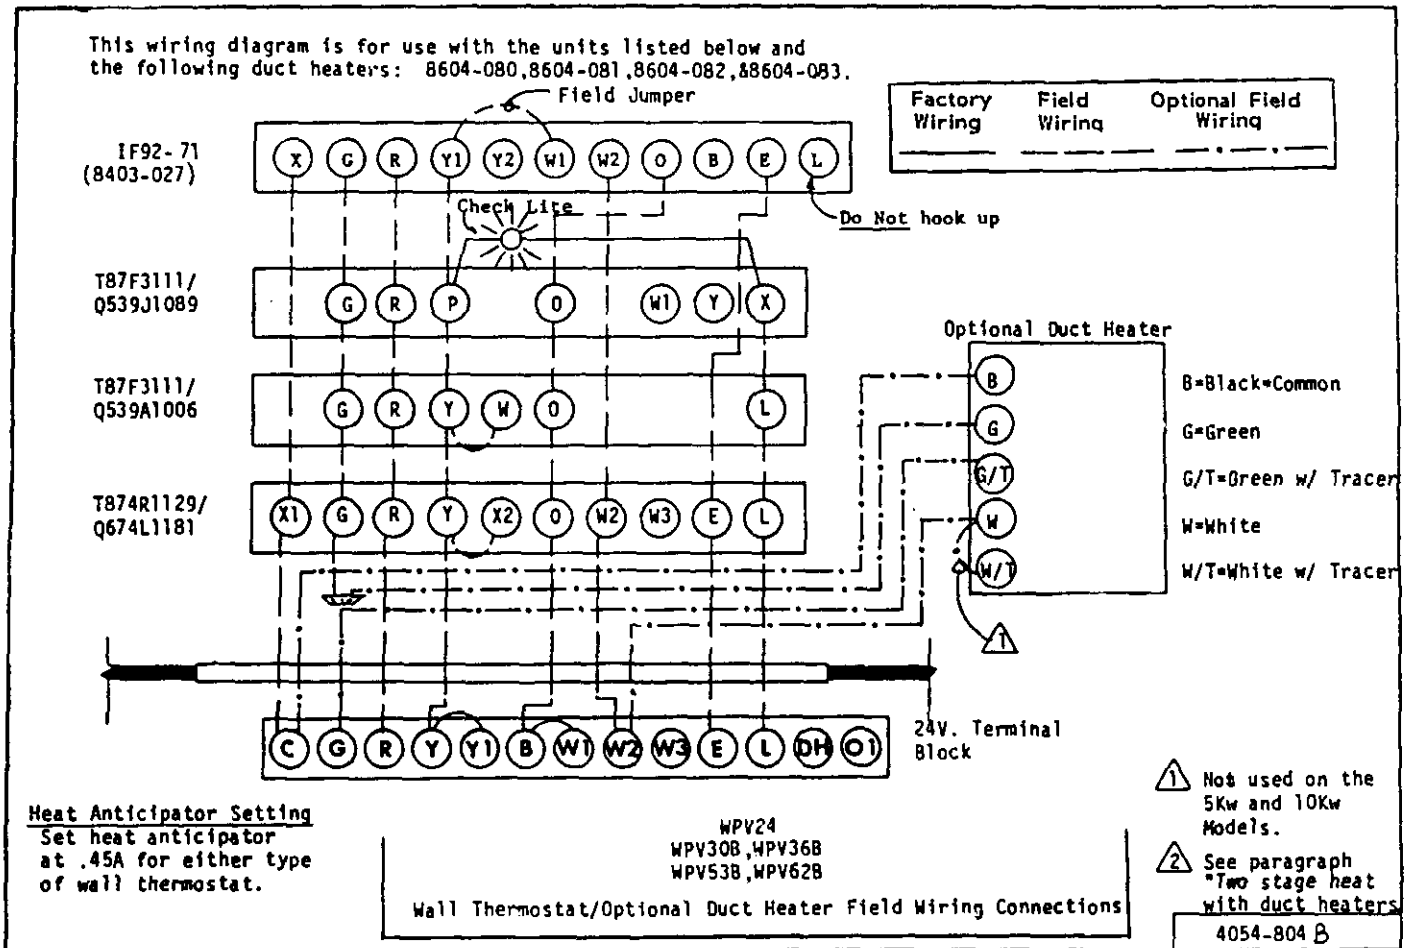 This wiring diagram is for use with the units listed below and
the following duct heaters: 8604-080,8604-081,8604-082,&8604-083.
Field Jumper
Factory Wiring
Field Wiring
Optional Field Wiring
IF92-71
(8403-027)
X G R Y1 Y2 W1 W2 O B E L
Check Lite
Do Not hook up
T87F3111/
Q539J1089
G R P O W1 Y X
T87F3111/
Q539A1006
G R Y W O L
T874R1129/
Q674L1181
X1 G R Y X2 O W2 W3 E L
Optional Duct Heater
B
B=Black=Common
G
G=Green
G/T
G/T=Green w/ Tracer
W
W=White
W/T
W/T=White w/ Tracer
1
C G R Y Y1 B W1 W2 W3 E L DH O1
24V. Terminal
Block
Heat Anticipator Setting
Set heat anticipator
at .45A for either type
of wall thermostat.
WPV24
WPV30B,WPV36B
WPV53B,WPV62B
Wall Thermostat/Optional Duct Heater Field Wiring Connections
1 Not used on the
5Kw and 10Kw
Models.
2 See paragraph
"Two stage heat
with duct heaters
4054-804 B